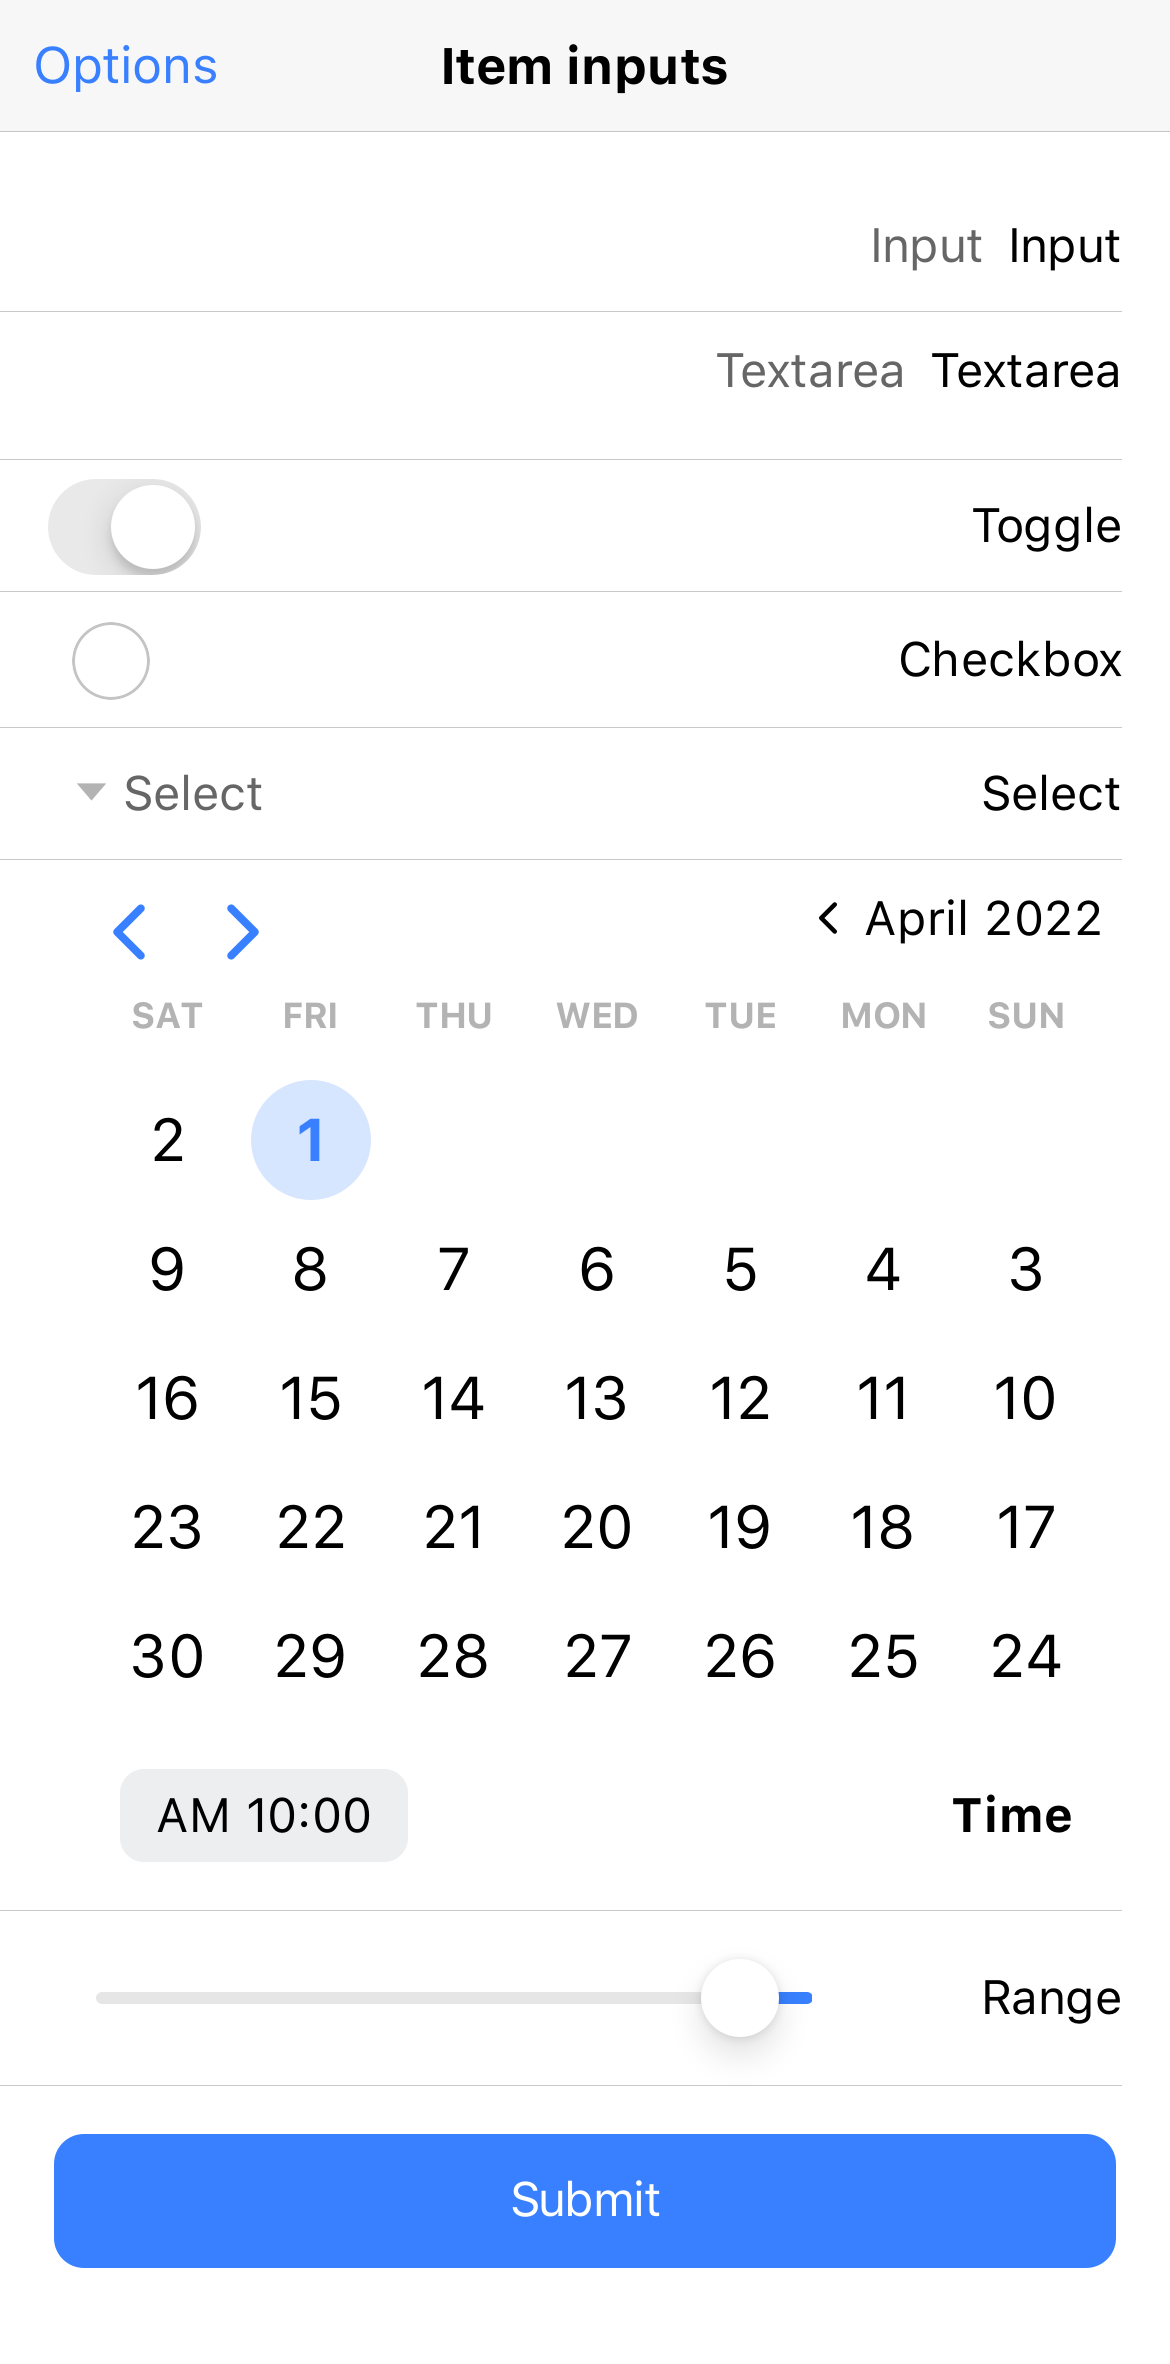 Options Item inputs
Input Input
Textarea Textarea
Toggle
Checkbox
Select Select
April 2022
SAT FRI THU WED TUE MON SUN
2 1
9 8 7 6 5 4 3
16 15 14 13 12 11 10
23 22 21 20 19 18 17
30 29 28 27 26 25 24
AM 10:00 Time
Range
Submit